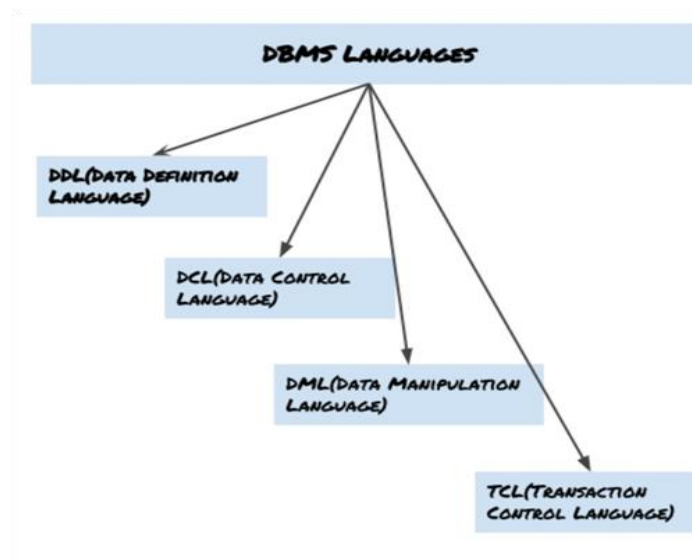 DBMS Languages
DDL(Data Definition
Language)
DCL(Data Control
Language)
DML(Data Manipulation
Language)
TCL(Transaction
Control Language)